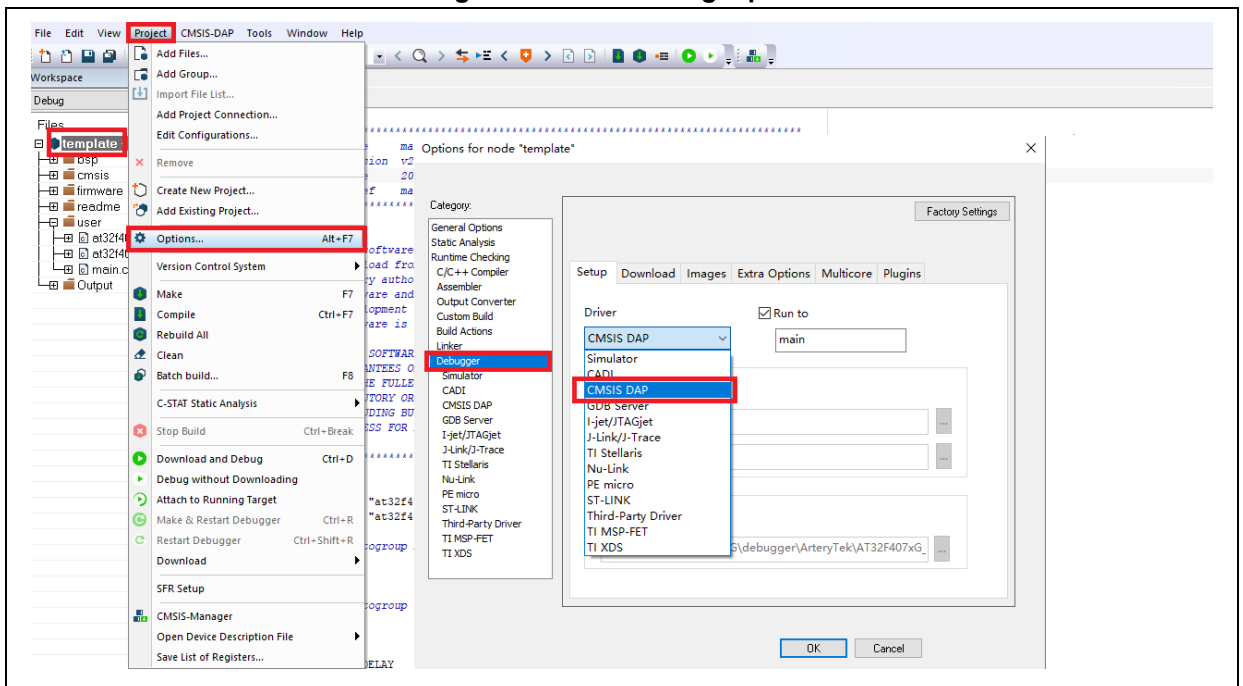 File Edit View Project CMSIS-DAP Tools Window Help
Workspace
Debug
Files
template
bsp
cmsis
firmware
readme
user
main.c
Output
Add Files...
Add Group...
Import File List...
Add Project Connection...
Edit Configurations...
Remove
Create New Project...
Add Existing Project...
Options... Alt+F7
Version Control System
Make F7
Compile Ctrl+F7
Rebuild All
Clean
Batch build... F8
C-STAT Static Analysis
Stop Build Ctrl+Break
Download and Debug Ctrl+D
Debug without Downloading
Attach to Running Target
Make & Restart Debugger Ctrl+R
Restart Debugger Ctrl+Shift+R
Download
SFR Setup
CMSIS-Manager
Open Device Description File
Save List of Registers...
Options for node "template"
Category:
General Options
Static Analysis
Runtime Checking
C/C++ Compiler
Assembler
Output Converter
Custom Build
Build Actions
Linker
Debugger
Simulator
CADI
CMSIS DAP
GDB Server
I-jet/JTAGjet
J-Link/J-Trace
TI Stellaris
Nu-Link
PE micro
ST-LINK
Third-Party Driver
TI MSP-FET
TI XDS
Factory Settings
Setup Download Images Extra Options Multicore Plugins
Driver
Run to
CMSIS DAP
main
Simulator
CADI
CMSIS DAP
GDB Server
I-jet/JTAGjet
J-Link/J-Trace
TI Stellaris
Nu-Link
PE micro
ST-LINK
Third-Party Driver
TI MSP-FET
TI XDS
\debugger\ArteryTek\AT32F407xG_
OK Cancel